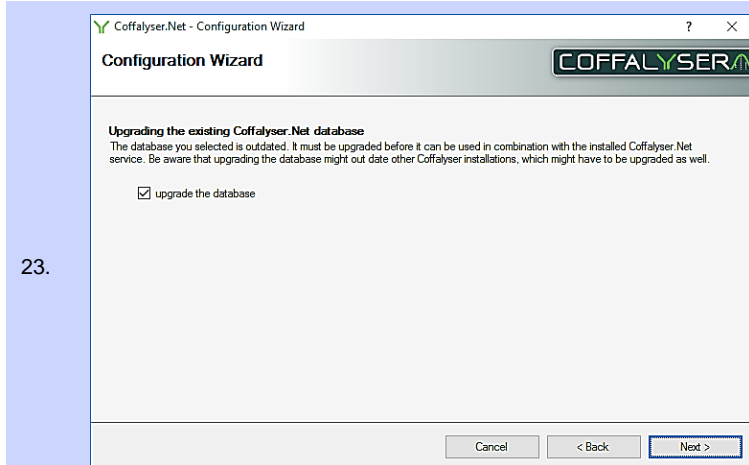 Coffalyser.Net - Configuration Wizard
Configuration Wizard
COFFALYSER
Upgrading the existing Coffalyser.Net database
The database you selected is outdated. It must be upgraded before it can be used in combination with the installed Coffalyser.Net
service. Be aware that upgrading the database might out date other Coffalyser installations, which might have to be upgraded as well.
upgrade the database
23.
Cancel
< Back
Next >